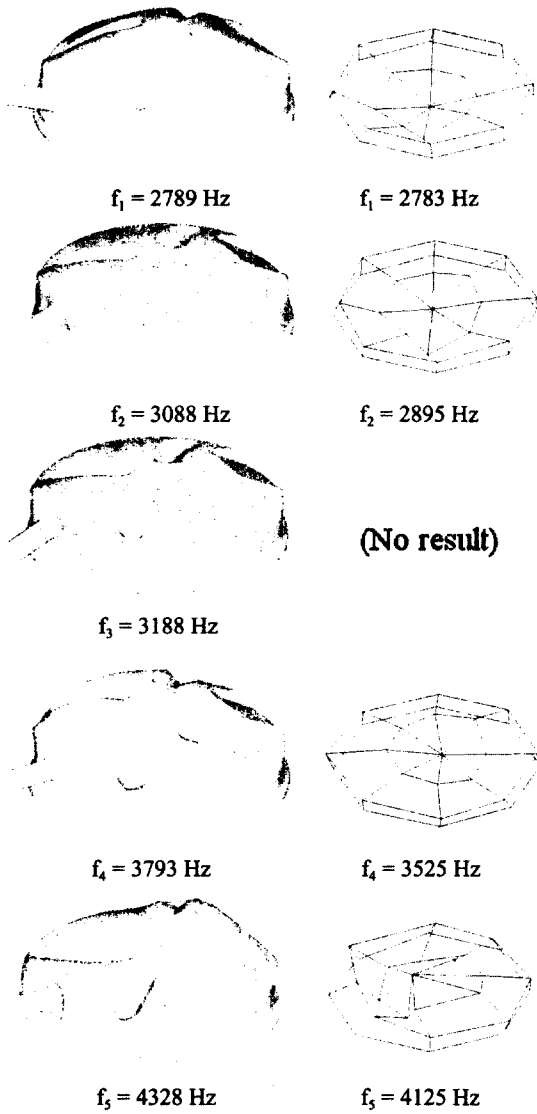 f₁ = 2789 Hz
f₁ = 2783 Hz
f₂ = 3088 Hz
f₂ = 2895 Hz
(No result)
f₃ = 3188 Hz
f₄ = 3793 Hz
f₄ = 3525 Hz
f₅ = 4328 Hz
f₅ = 4125 Hz